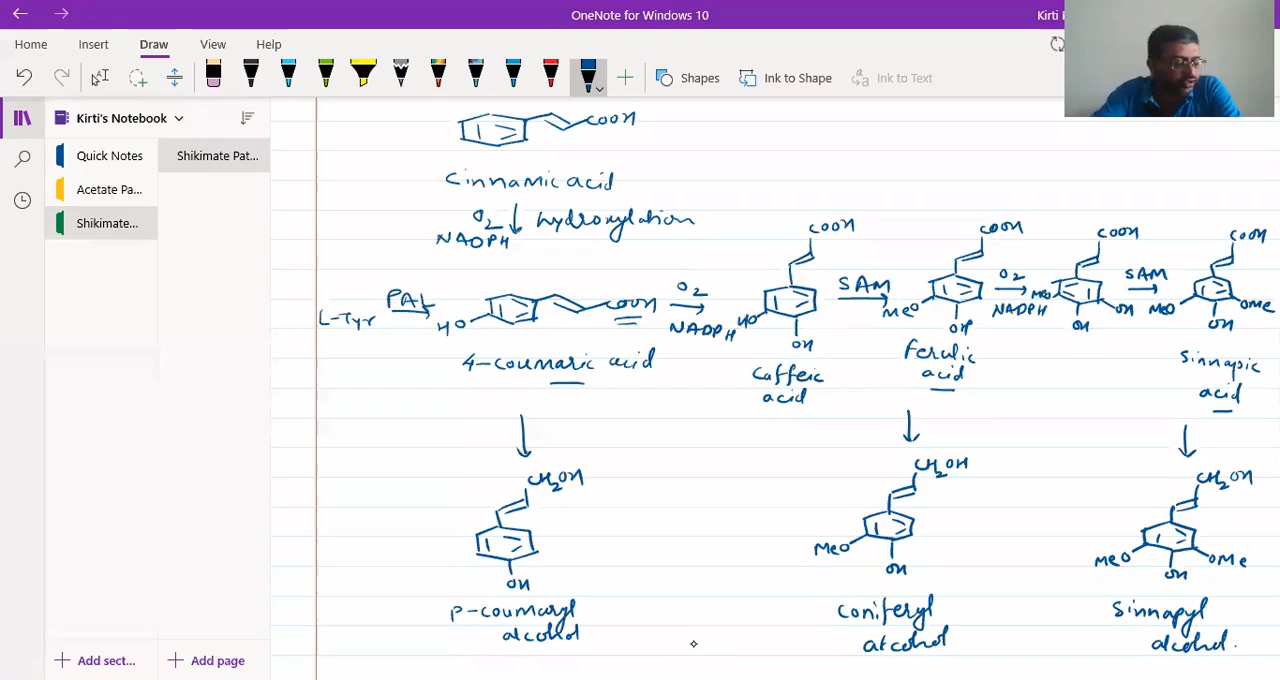 OneNote for Windows 10
Kirti
Home Insert Draw View Help
Shapes Ink to Shape Ink to Text
Kirti's Notebook
Quick Notes
Acetate Pa...
Shikimate...
Shikimate Pat...
Add sect...
Add page
COOH
Cinnamic acid
O2 hydroxylation
NADPH
L-Tyr PAL HO COOH
4-coumaric acid
O2
NADPH
COOH
HO
OH
Caffeic
acid
SAM
COOH
MeO
OH
Ferulic
acid
O2
NADPH
COOH
MeO OH
OH
SAM
COOH
MeO OMe
OH
Sinnapic
acid
CH2OH
OH
P-coumaryl
alcohol
CH2OH
MeO
OH
Coniferyl
alcohol
CH2OH
MeO OMe
OH
Sinnapyl
alcohol.